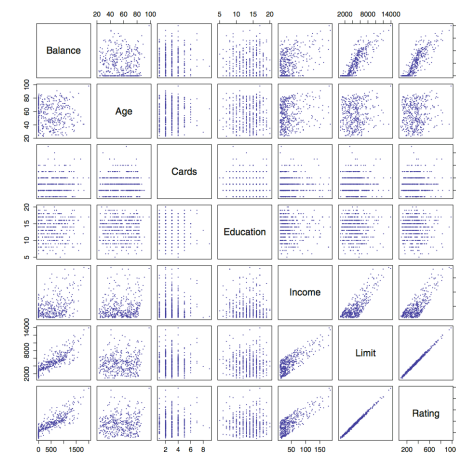 20 40 60 80 100
5 10 15 20
2000 8000 14000
Balance
20 40 60 80 100
Age
Cards
5 10 15 20
Education
Income
2000 8000 14000
Limit
Rating
0 500 1500
2 4 6 8
50 100 150
200 600